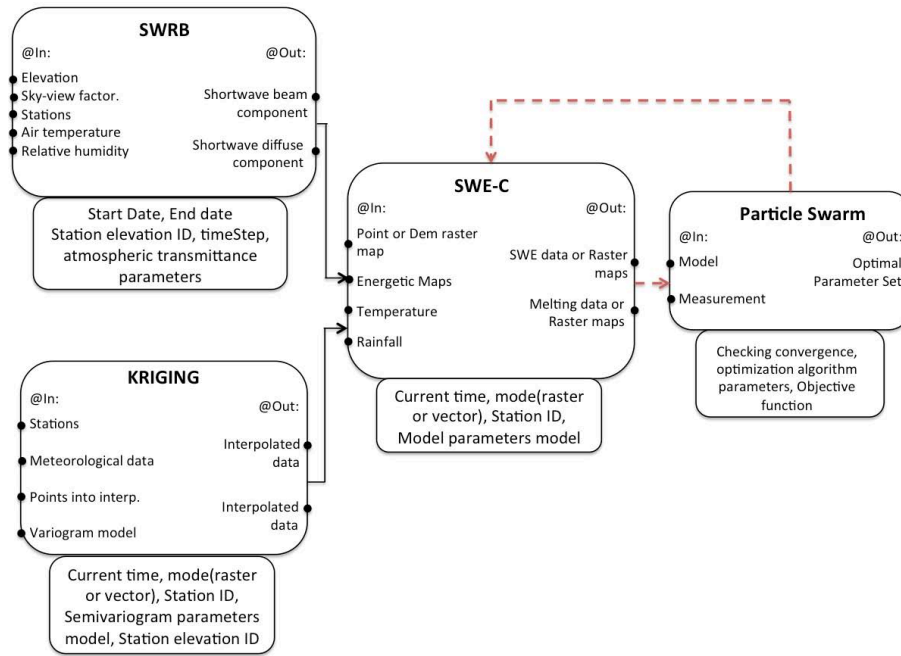 SWRB
@In:
@Out:
Elevation
Sky-view factor.
Stations
Air temperature
Relative humidity
Shortwave beam
component
Shortwave diffuse
component
Start Date, End date
Station elevation ID, timeStep,
atmospheric transmittance
parameters
KRIGING
@In:
@Out:
Stations
Meteorological data
Points into interp.
Variogram model
Interpolated
data
Interpolated
data
Current time, mode(raster
or vector), Station ID,
Semivariogram parameters
model, Station elevation ID
SWE-C
@In:
@Out:
Point or Dem raster
map
Energetic Maps
Temperature
Rainfall
SWE data or Raster
maps
Melting data or
Raster maps
Current time, mode(raster
or vector), Station ID,
Model parameters model
Particle Swarm
@In:
@Out:
Model
Measurement
Optimal
Parameter Set
Checking convergence,
optimization algorithm
parameters, Objective
function